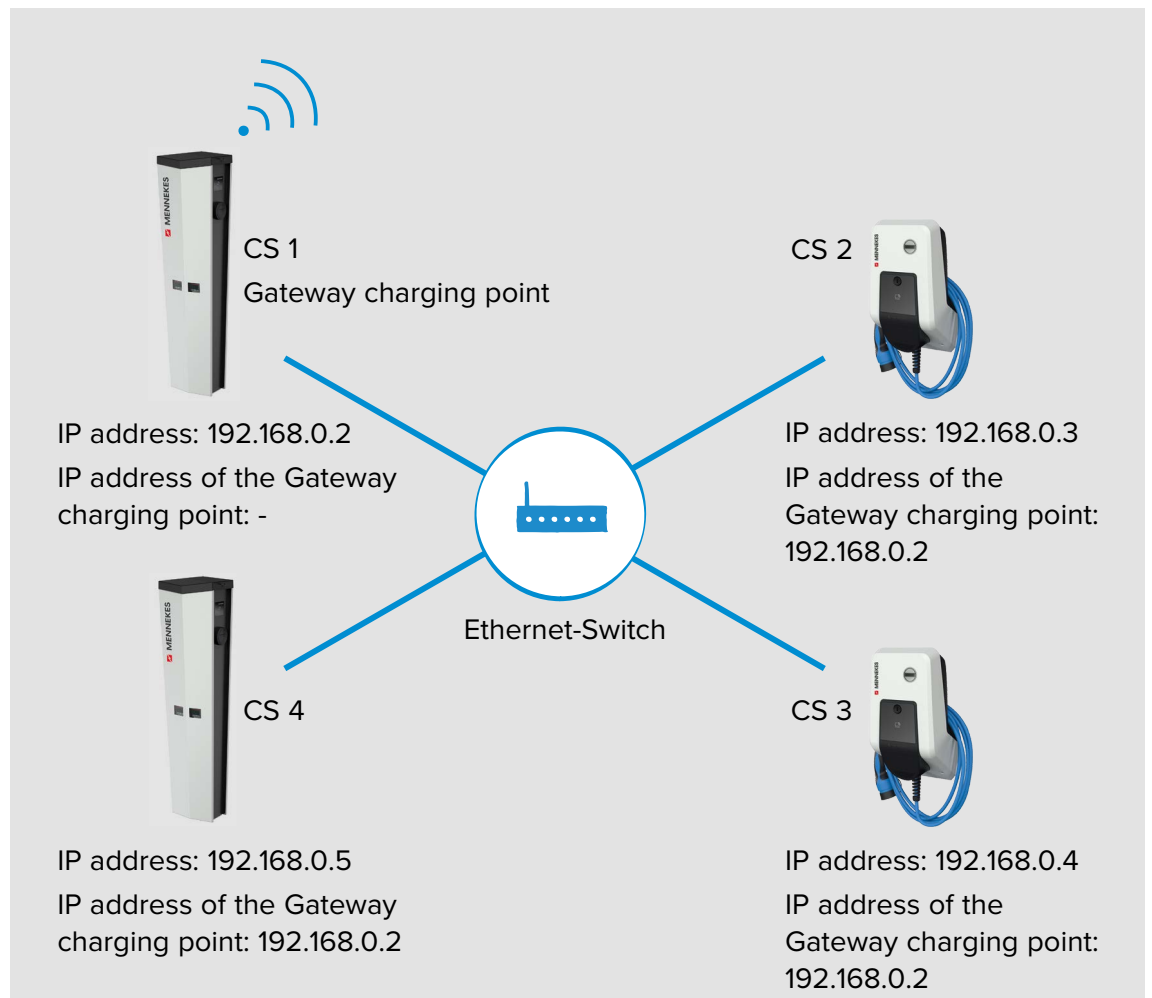 MENNEKES
CS 1
Gateway charging point
IP address: 192.168.0.2
IP address of the Gateway
charging point: -
MENNEKES
CS 2
IP address: 192.168.0.3
IP address of the
Gateway charging point:
192.168.0.2
Ethernet-Switch
MENNEKES
CS 4
IP address: 192.168.0.5
IP address of the Gateway
charging point: 192.168.0.2
MENNEKES
CS 3
IP address: 192.168.0.4
IP address of the
Gateway charging point:
192.168.0.2